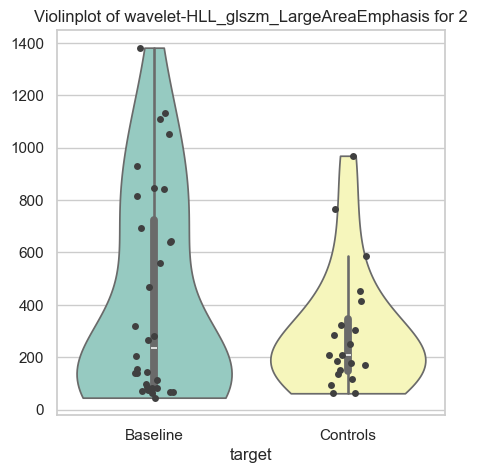 Violinplot of wavelet-HLL_glszm_LargeAreaEmphasis for 2
1400
1200
1000
800
600
400
200
0
Baseline Controls
target